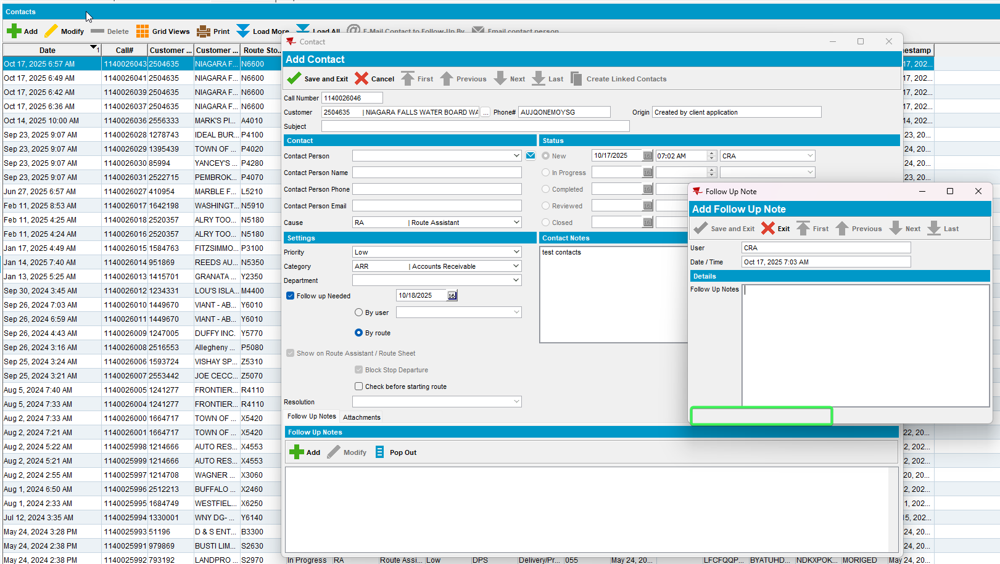 Contacts
Add Modify Delete Grid Views Print Load More Load All E-Mail Contact to Follow-Up By Email contact person
Date 1 Call# Customer ... Customer ... Route Sto...
Oct 17, 2025 6:57 AM 1140026043 2504635 NIAGARA F... N6600 17, 202...
Oct 17, 2025 6:49 AM 1140026041 2504635 NIAGARA F... N6600 17, 202...
Oct 17, 2025 6:42 AM 1140026039 2504635 NIAGARA F... N6600 17, 202...
Oct 17, 2025 6:36 AM 1140026037 2504635 NIAGARA F... N6600 17, 202...
Oct 14, 2025 10:00 AM 1140026036 2556333 MARK'S PI... A4010 14, 202...
Sep 23, 2025 9:07 AM 1140026028 1278743 IDEAL BUR... P4100 23, 20...
Sep 23, 2025 9:07 AM 1140026029 1395439 TOWN OF ... P4020 24, 20...
Sep 23, 2025 9:07 AM 1140026030 85994 YANCEY'S ... P4280 24, 20...
Sep 23, 2025 9:07 AM 1140026031 2522715 PEMBROK... P4070 23, 20...
Jun 27, 2025 6:57 AM 1140026027 410954 MARBLE F... L5210
Feb 11, 2025 8:53 AM 1140026017 1642198 WASHINGT... N5910
Feb 11, 2025 4:25 AM 1140026018 2520357 ALRY TOO... N5180
Feb 11, 2025 4:24 AM 1140026016 2520357 ALRY TOO... N5180
Jan 17, 2025 4:49 AM 1140026015 1584763 FITZSIMMO... P3100
Jan 14, 2025 7:40 AM 1140026014 951869 REEDS AU... N5350
Jan 13, 2025 5:25 AM 1140026013 1415701 GRANATA ... Y2350
Sep 30, 2024 3:45 AM 1140026012 1234331 LOU'S ISLA... M4400
Sep 26, 2024 7:03 AM 1140026010 1449670 VIANT - AB... Y6010
Sep 26, 2024 6:59 AM 1140026011 1449670 VIANT - AB... Y6010
Sep 26, 2024 4:43 AM 1140026009 1247005 DUFFY INC. Y5770
Sep 26, 2024 3:16 AM 1140026008 2516553 Allegheny ... P5080
Sep 25, 2024 3:24 AM 1140026006 1593724 VISHAY SP... Z5310
Sep 25, 2024 3:21 AM 1140026007 2553442 JOE CECC... Z5070
Aug 5, 2024 7:40 AM 1140026005 1241277 FRONTIER... R4110
Aug 5, 2024 7:33 AM 1140026004 1241277 FRONTIER... R4110
Aug 2, 2024 7:33 AM 1140026000 1664717 TOWN OF ... X5420
Aug 2, 2024 7:21 AM 1140026001 1664717 TOWN OF ... X5420 22, 20...
Aug 2, 2024 5:22 AM 1140025998 1214666 AUTO RES... X4553 2, 202...
Aug 2, 2024 5:21 AM 1140025999 1214666 AUTO RES... X4553 2, 202...
Aug 2, 2024 2:55 AM 1140025997 1214708 WAGNER ... X3060 20, 20...
Aug 1, 2024 6:50 AM 1140025996 2512213 BUFFALO ... X2460 2, 202...
Aug 1, 2024 2:33 AM 1140025995 1684749 WESTFIEL... X6250 1, 202...
Jul 12, 2024 3:35 AM 1140025994 1330001 WNY DG- ... Y6140 15, 202...
May 24, 2024 3:28 PM 1140025993 51196 D & S ENT... B3300 24, 20...
May 24, 2024 2:38 PM 1140025991 979869 BUSTI LIM... S2630 24, 20...
May 24, 2024 2:38 PM 1140025992 793192 LANDPRO ... S2970 In Progress RA Route Assi... Low DPS Delivery/Pr... 055 May 24, 20... LFCFQQP... BYATUHD... NDKXPOK... MORIGED May 24, 20...
Contact
Add Contact
Save and Exit Cancel First Previous Next Last Create Linked Contacts
Call Number 1140026046
Customer 2504635 | NIAGARA FALLS WATER BOARD WA ... Phone# AUJQONEMOYSG Origin Created by client application
Subject
Contact
Contact Person
Contact Person Name
Contact Person Phone
Contact Person Email
Cause RA | Route Assistant
Status
New 10/17/2025 16 07:02 AM CRA
In Progress 16
Completed 16
Reviewed 16
Closed 16
Settings
Priority Low
Category ARR | Accounts Receivable
Department
Follow up Needed 10/18/2025 16
By user
By route
Show on Route Assistant / Route Sheet
Block Stop Departure
Check before starting route
Resolution
Contact Notes
test contacts
Follow Up Notes Attachments
Follow Up Notes
Add Modify Pop Out
Follow Up Note
Add Follow Up Note
Save and Exit Exit First Previous Next Last
User CRA
Date / Time Oct 17, 2025 7:03 AM
Details
Follow Up Notes